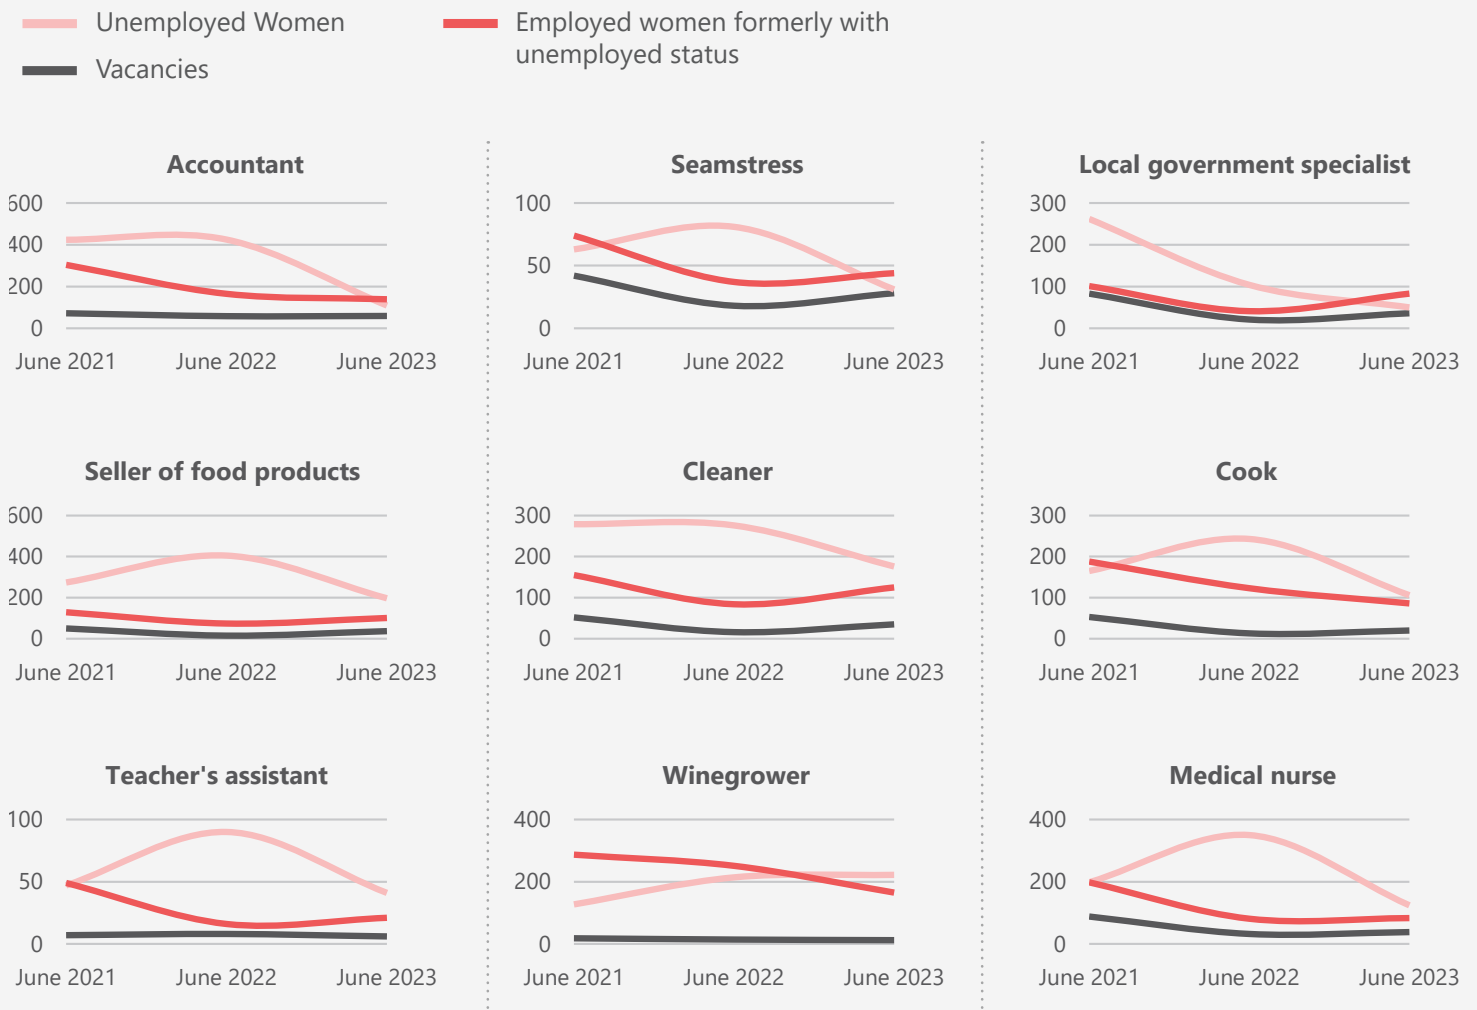 Unemployed Women
Employed women formerly with
unemployed status
Vacancies
Accountant
600
400
200
0
June 2021 June 2022 June 2023
Seamstress
100
50
0
June 2021 June 2022 June 2023
Local government specialist
300
200
100
0
June 2021 June 2022 June 2023
Seller of food products
600
400
200
0
June 2021 June 2022 June 2023
Cleaner
300
200
100
0
June 2021 June 2022 June 2023
Cook
300
200
100
0
June 2021 June 2022 June 2023
Teacher's assistant
100
50
0
June 2021 June 2022 June 2023
Winegrower
400
200
0
June 2021 June 2022 June 2023
Medical nurse
400
200
0
June 2021 June 2022 June 2023